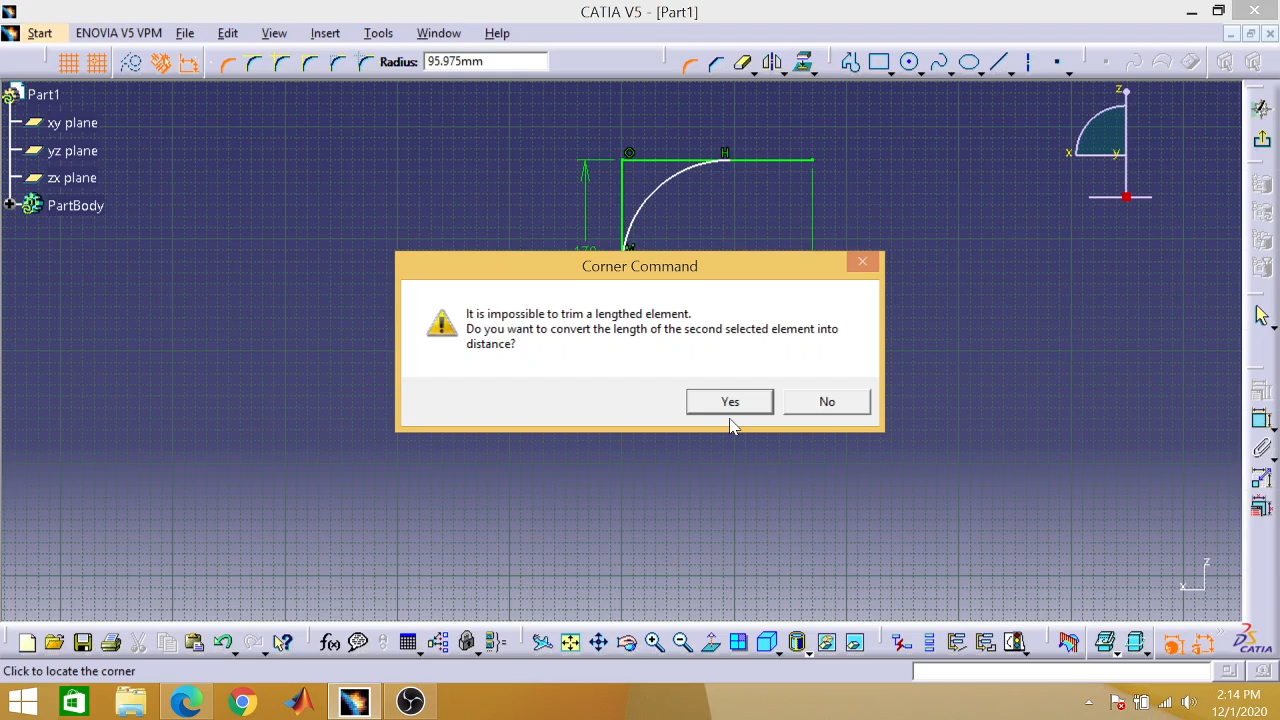 CATIA V5 - [Part1]
Start
ENOVIA V5 VPM
File
Edit
View
Insert
Tools
Window
Help
Radius:
95.975mm
Part1
xy plane
yz plane
zx plane
PartBody
z
x
y
H
Corner Command
It is impossible to trim a lengthed element.
Do you want to convert the length of the second selected element into
distance?
Yes
No
z
x
f(x)
CATIA
Click to locate the corner
2:14 PM
12/1/2020